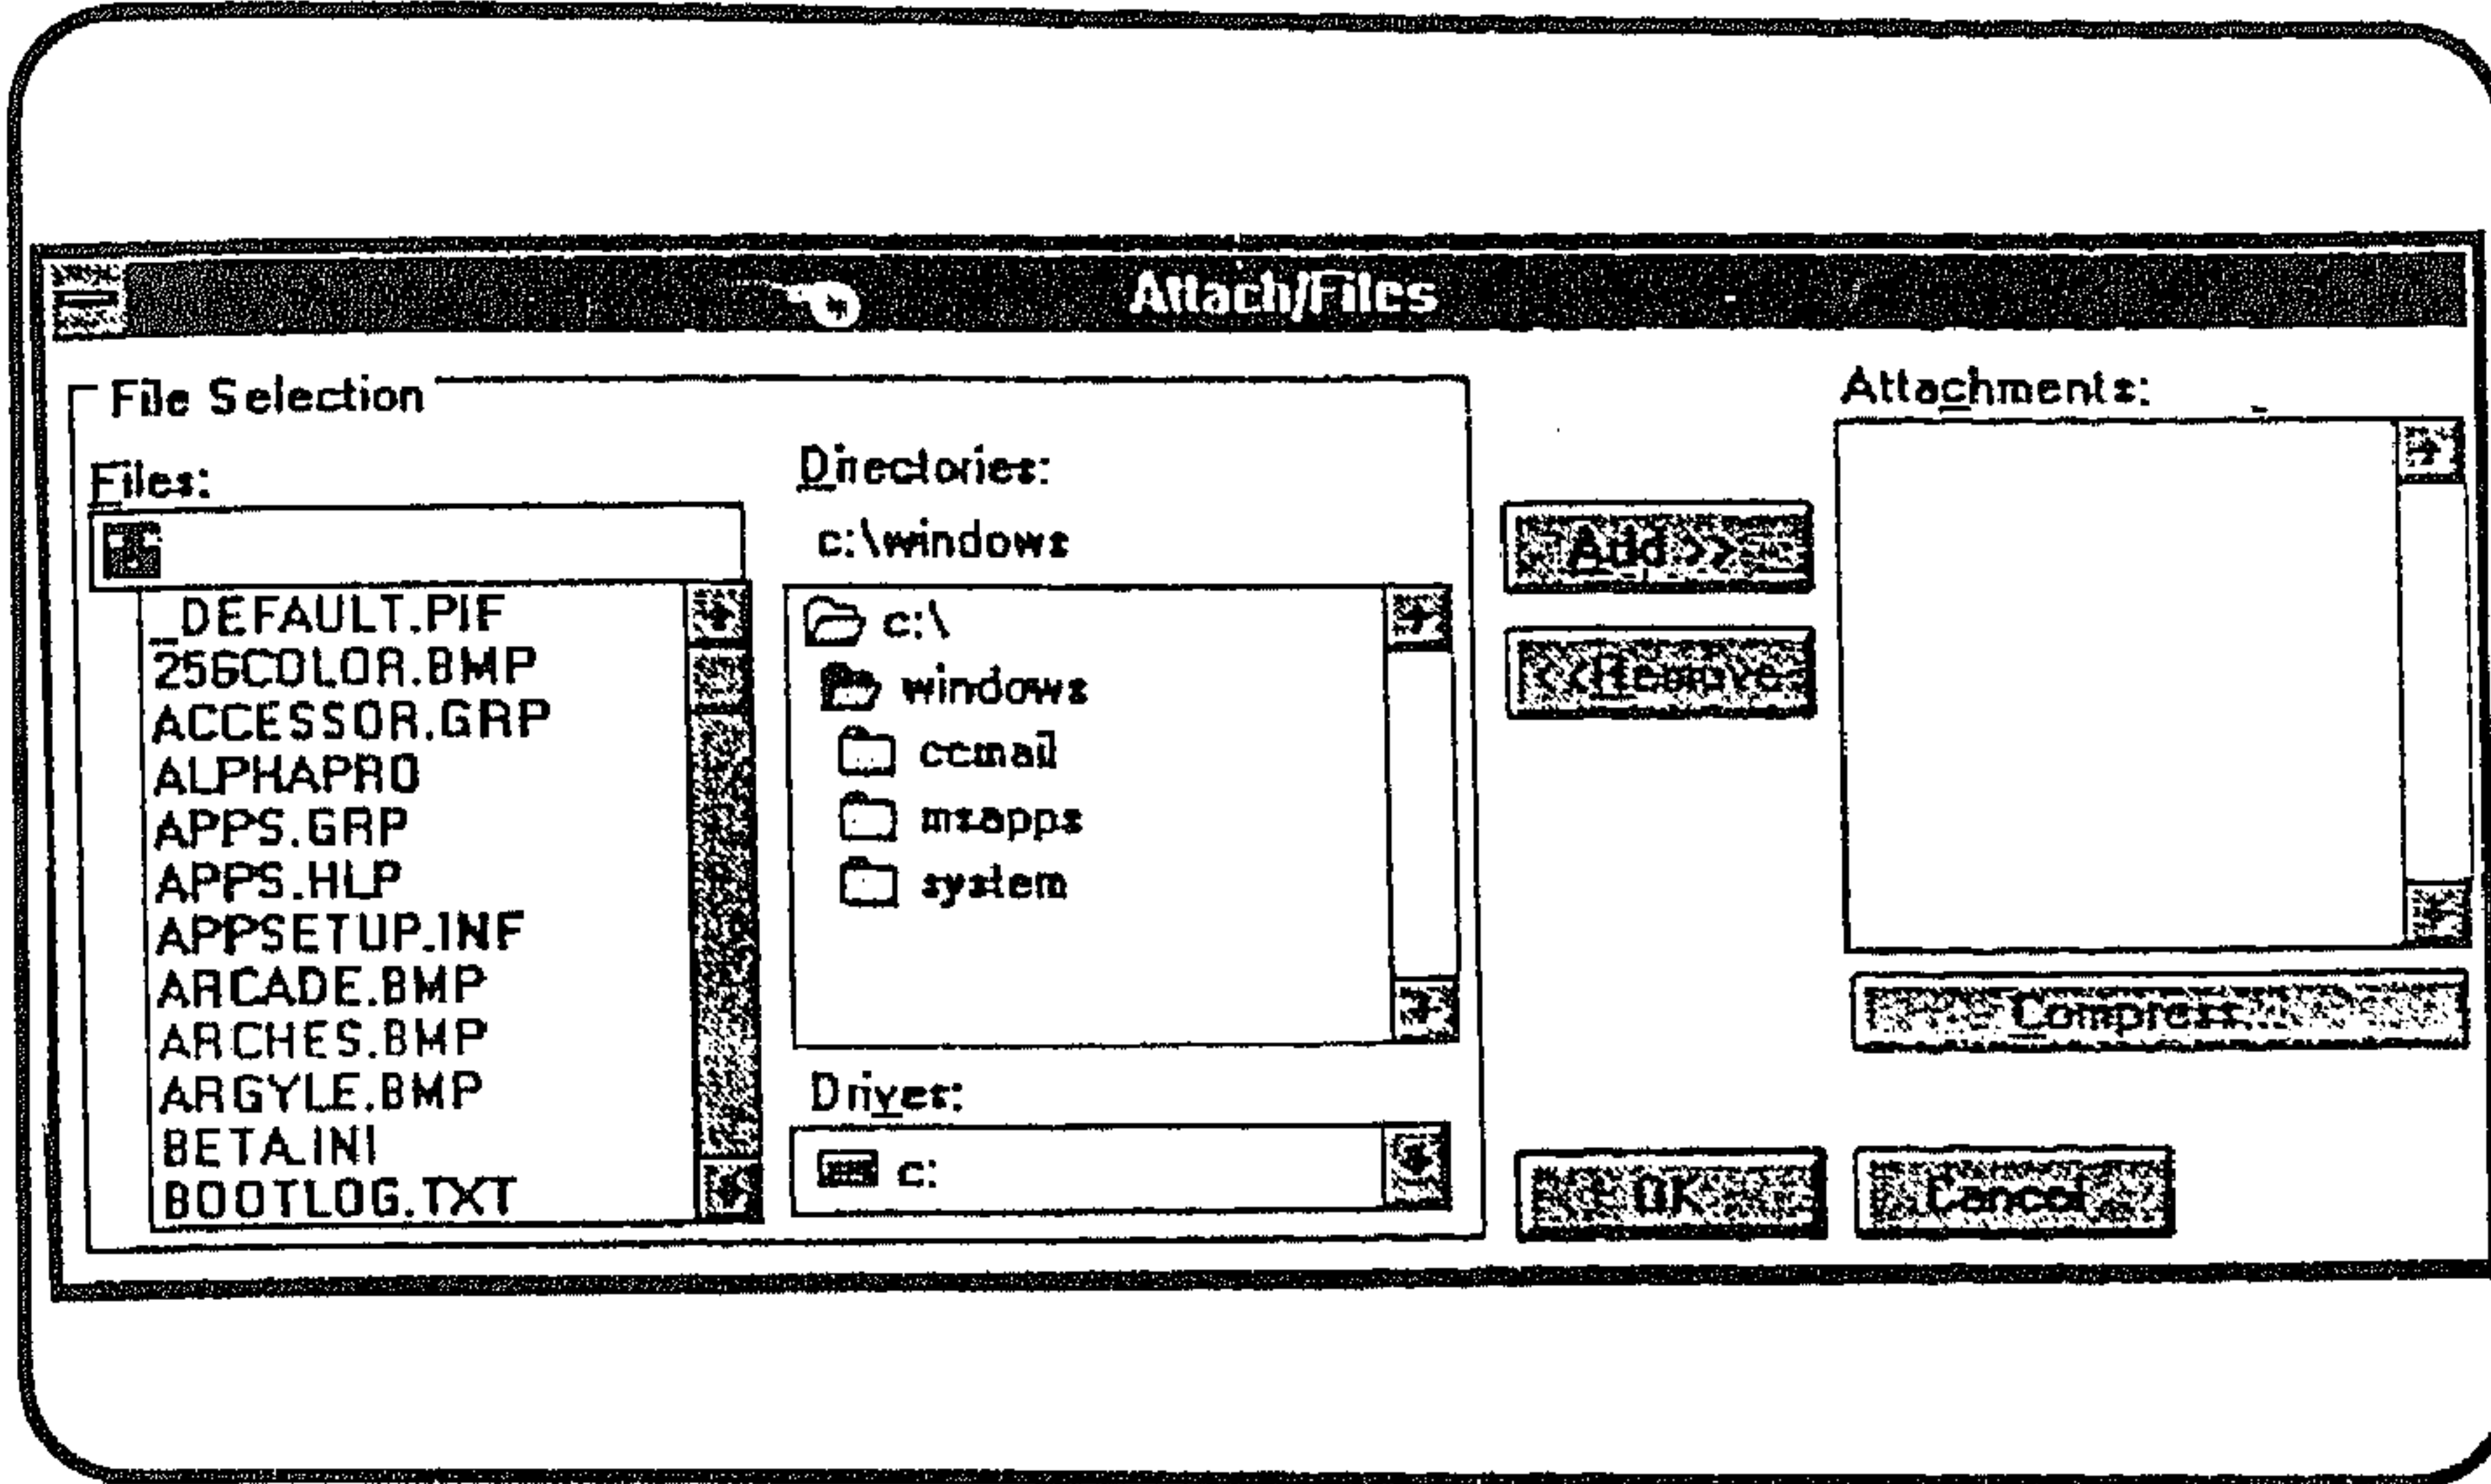 Attach/Files
File Selection
Files:
*.*
_DEFAULT.PIF
256COLOR.BMP
ACCESSOR.GRP
ALPHAPRO
APPS.GRP
APPS.HLP
APPSETUP.INF
ARCADE.BMP
ARCHES.BMP
ARGYLE.BMP
BETA.INI
BOOTLOG.TXT
Directories:
c:\windows
c:\
windows
ccmail
msapps
system
Drives:
c:
Add >>
<<Remove
Attachments:
Compress...
OK
Cancel